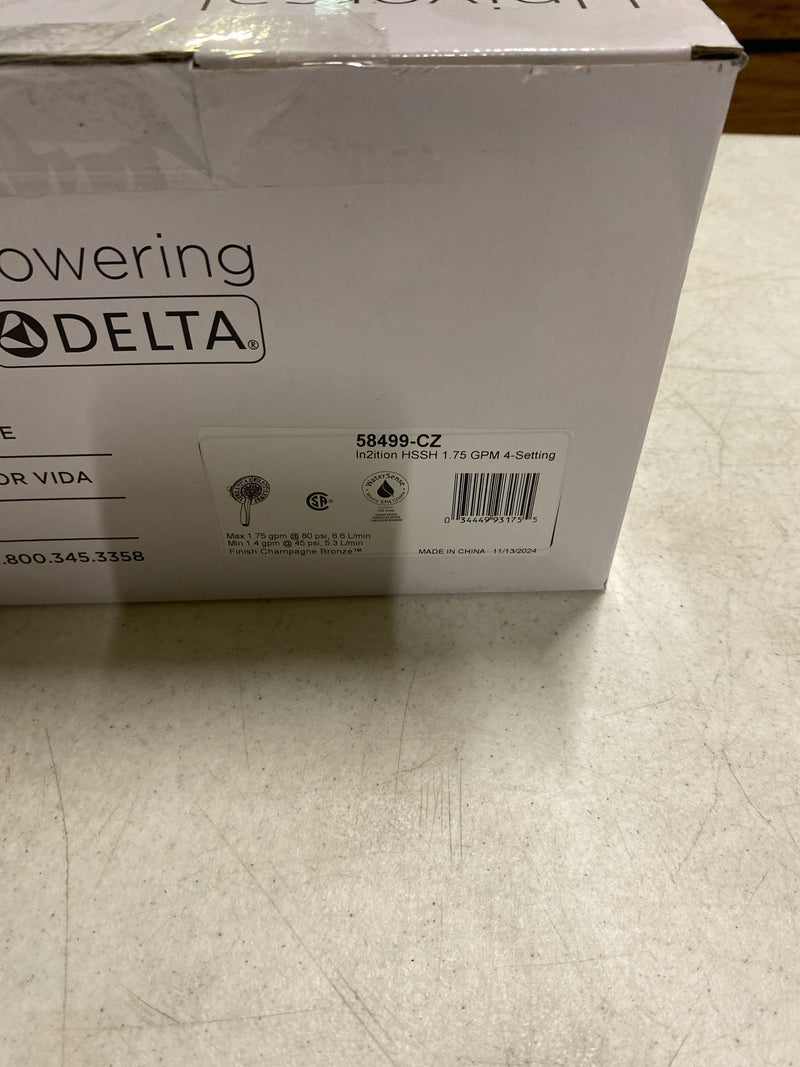 owering
DELTA®
E
OR VIDA
.800.345.3358
58499-CZ
In2ition HSSH 1.75 GPM 4-Setting
CSA®
WaterSense
Max 1.75 gpm @ 80 psi, 6.6 L/min
Min 1.4 gpm @ 45 psi, 5.3 L/min
Finish Champagne Bronze™
0 34449 93175 5
MADE IN CHINA 11/13/2024